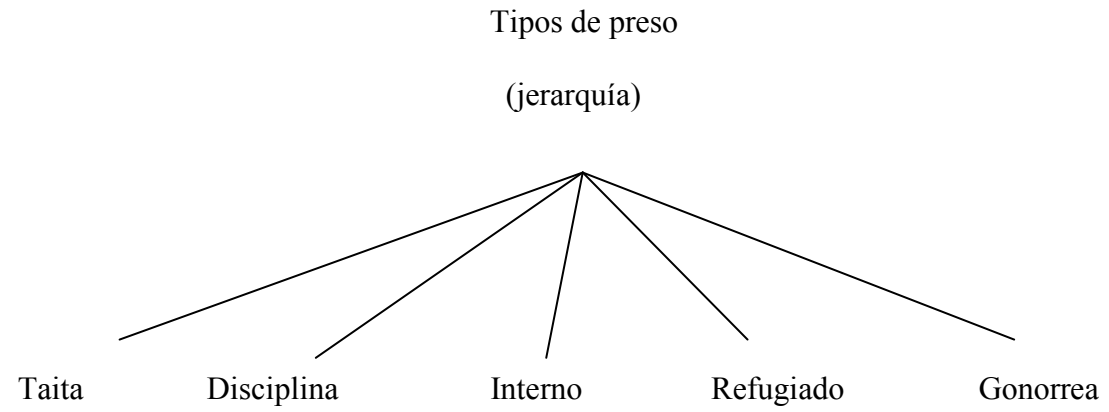 Tipos de preso
(jerarquía)
Taita Disciplina Interno Refugiado Gonorrea